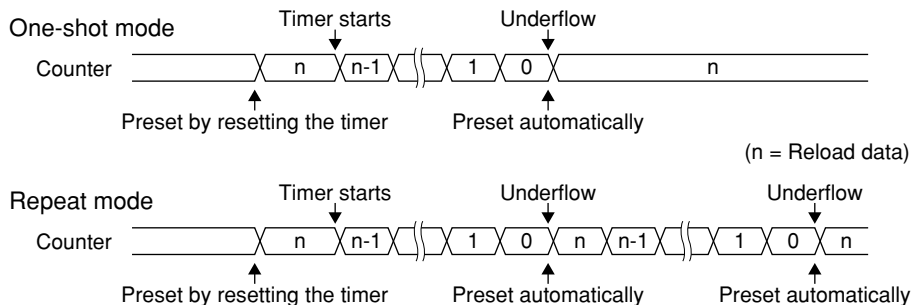 Timer starts Underflow
One-shot mode
Counter n n-1 1 0 n
Preset by resetting the timer Preset automatically
(n = Reload data)
Timer starts Underflow Underflow
Repeat mode
Counter n n-1 1 0 n n-1 1 0 n
Preset by resetting the timer Preset automatically Preset automatically